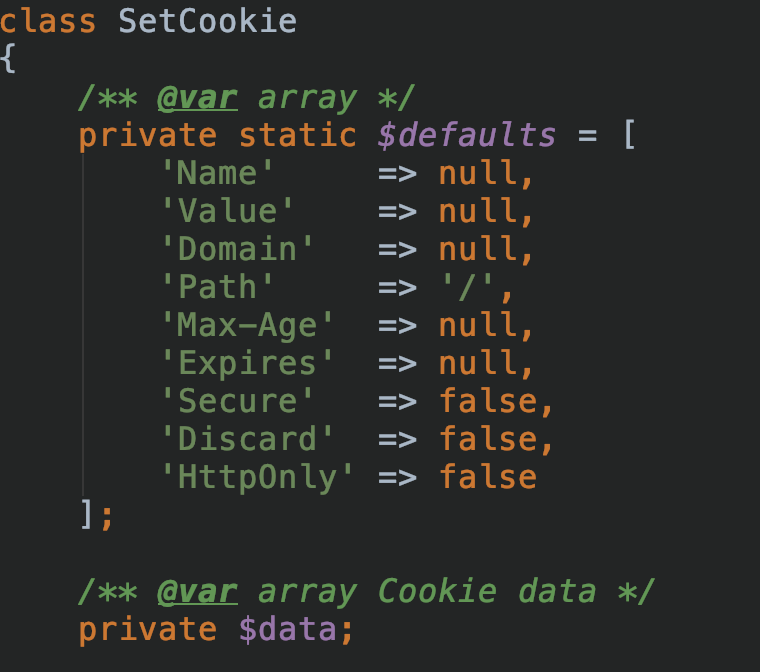 class SetCookie
{
    /** @var array */
    private static $defaults = [
        'Name'     => null,
        'Value'    => null,
        'Domain'   => null,
        'Path'     => '/',
        'Max-Age'  => null,
        'Expires'  => null,
        'Secure'   => false,
        'Discard'  => false,
        'HttpOnly' => false
    ];

    /** @var array Cookie data */
    private $data;